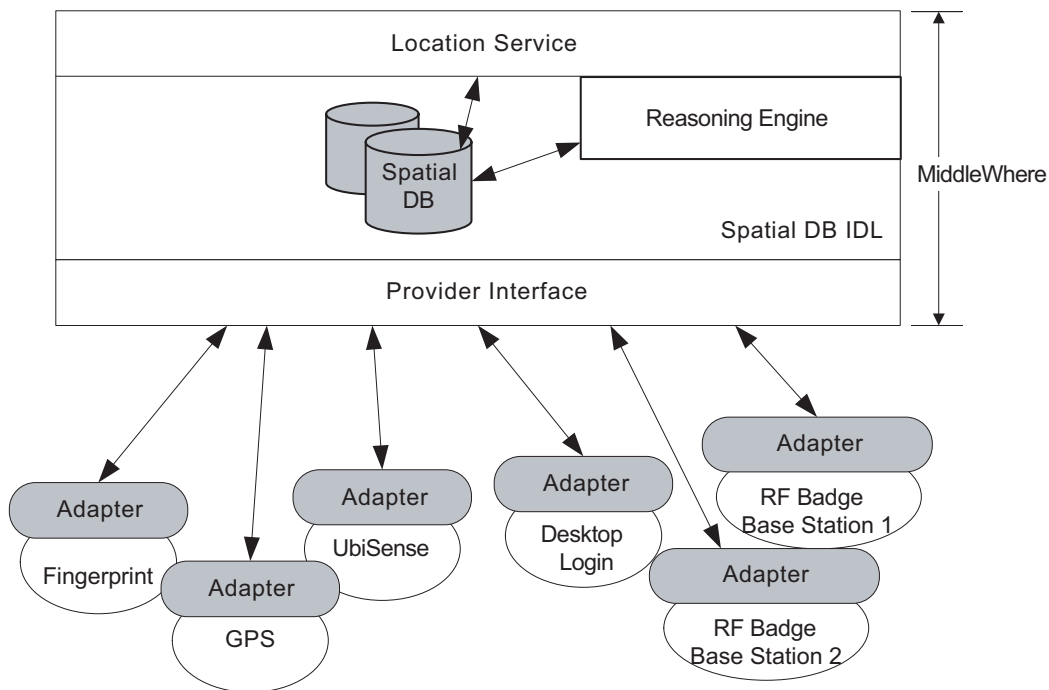 Location Service
Reasoning Engine
Spatial
DB
MiddleWhere
Spatial DB IDL
Provider Interface
Adapter
RF Badge
Base Station 1
Adapter
UbiSense
Adapter
Desktop
Login
Adapter
Fingerprint
Adapter
GPS
Adapter
RF Badge
Base Station 2